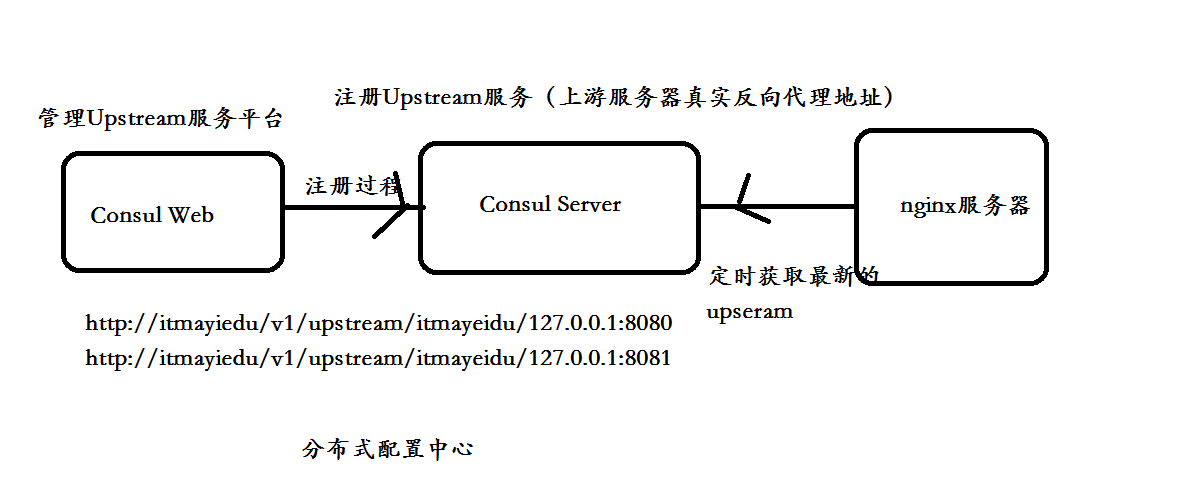 注册Upstream服务（上游服务器真实反向代理地址）
管理Upstream服务平台
注册过程
Consul Web
Consul Server
nginx服务器
定时获取最新的
upseram
http://itmayiedu/v1/upstream/itmayeidu/127.0.0.1:8080
http://itmayiedu/v1/upstream/itmayeidu/127.0.0.1:8081
分布式配置中心